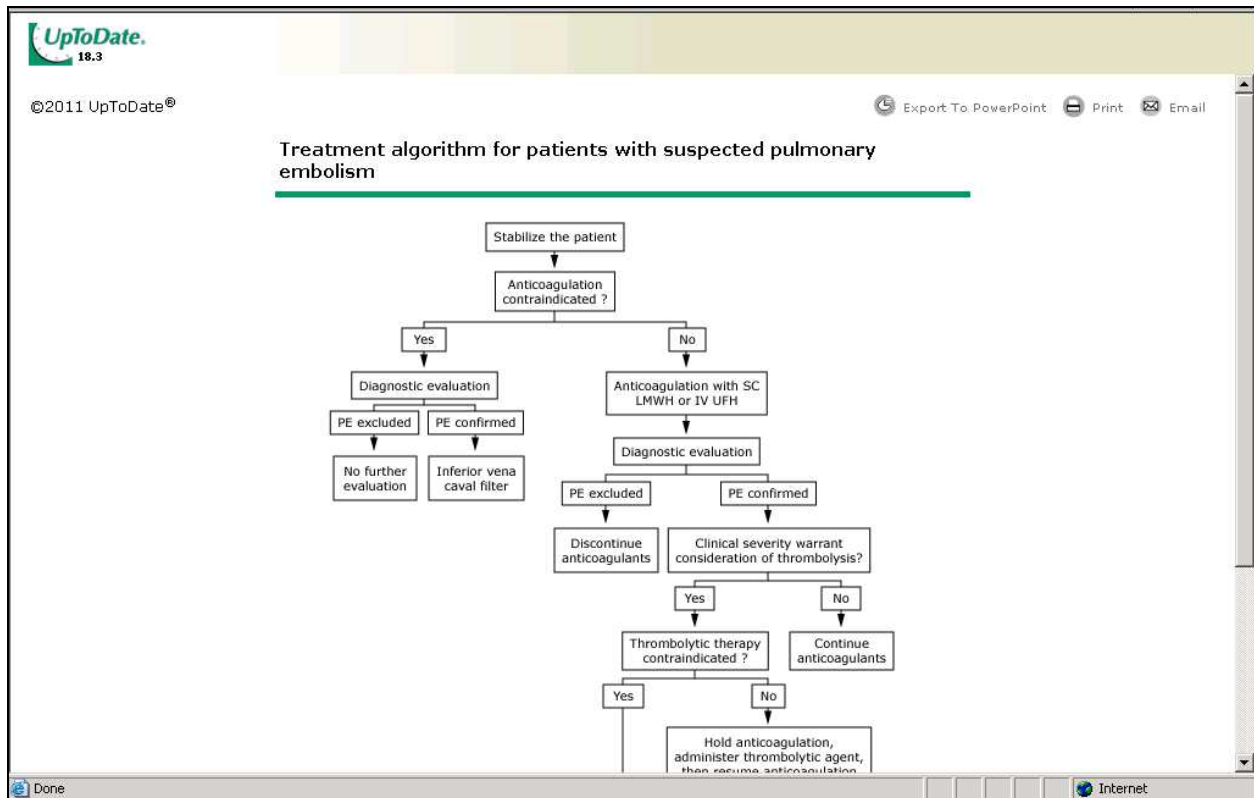 UpToDate®
18.3
©2011 UpToDate®
Export To PowerPoint Print Email
Treatment algorithm for patients with suspected pulmonary
embolism
Stabilize the patient
Anticoagulation
contraindicated ?
Yes
No
Diagnostic evaluation
Anticoagulation with SC
LMWH or IV UFH
PE excluded
PE confirmed
No further
evaluation
Inferior vena
caval filter
Diagnostic evaluation
PE excluded
PE confirmed
Discontinue
anticoagulants
Clinical severity warrant
consideration of thrombolysis?
Yes
No
Thrombolytic therapy
contraindicated ?
Continue
anticoagulants
Yes
No
Hold anticoagulation,
administer thrombolytic agent,
then resume anticoagulation
Done
Internet